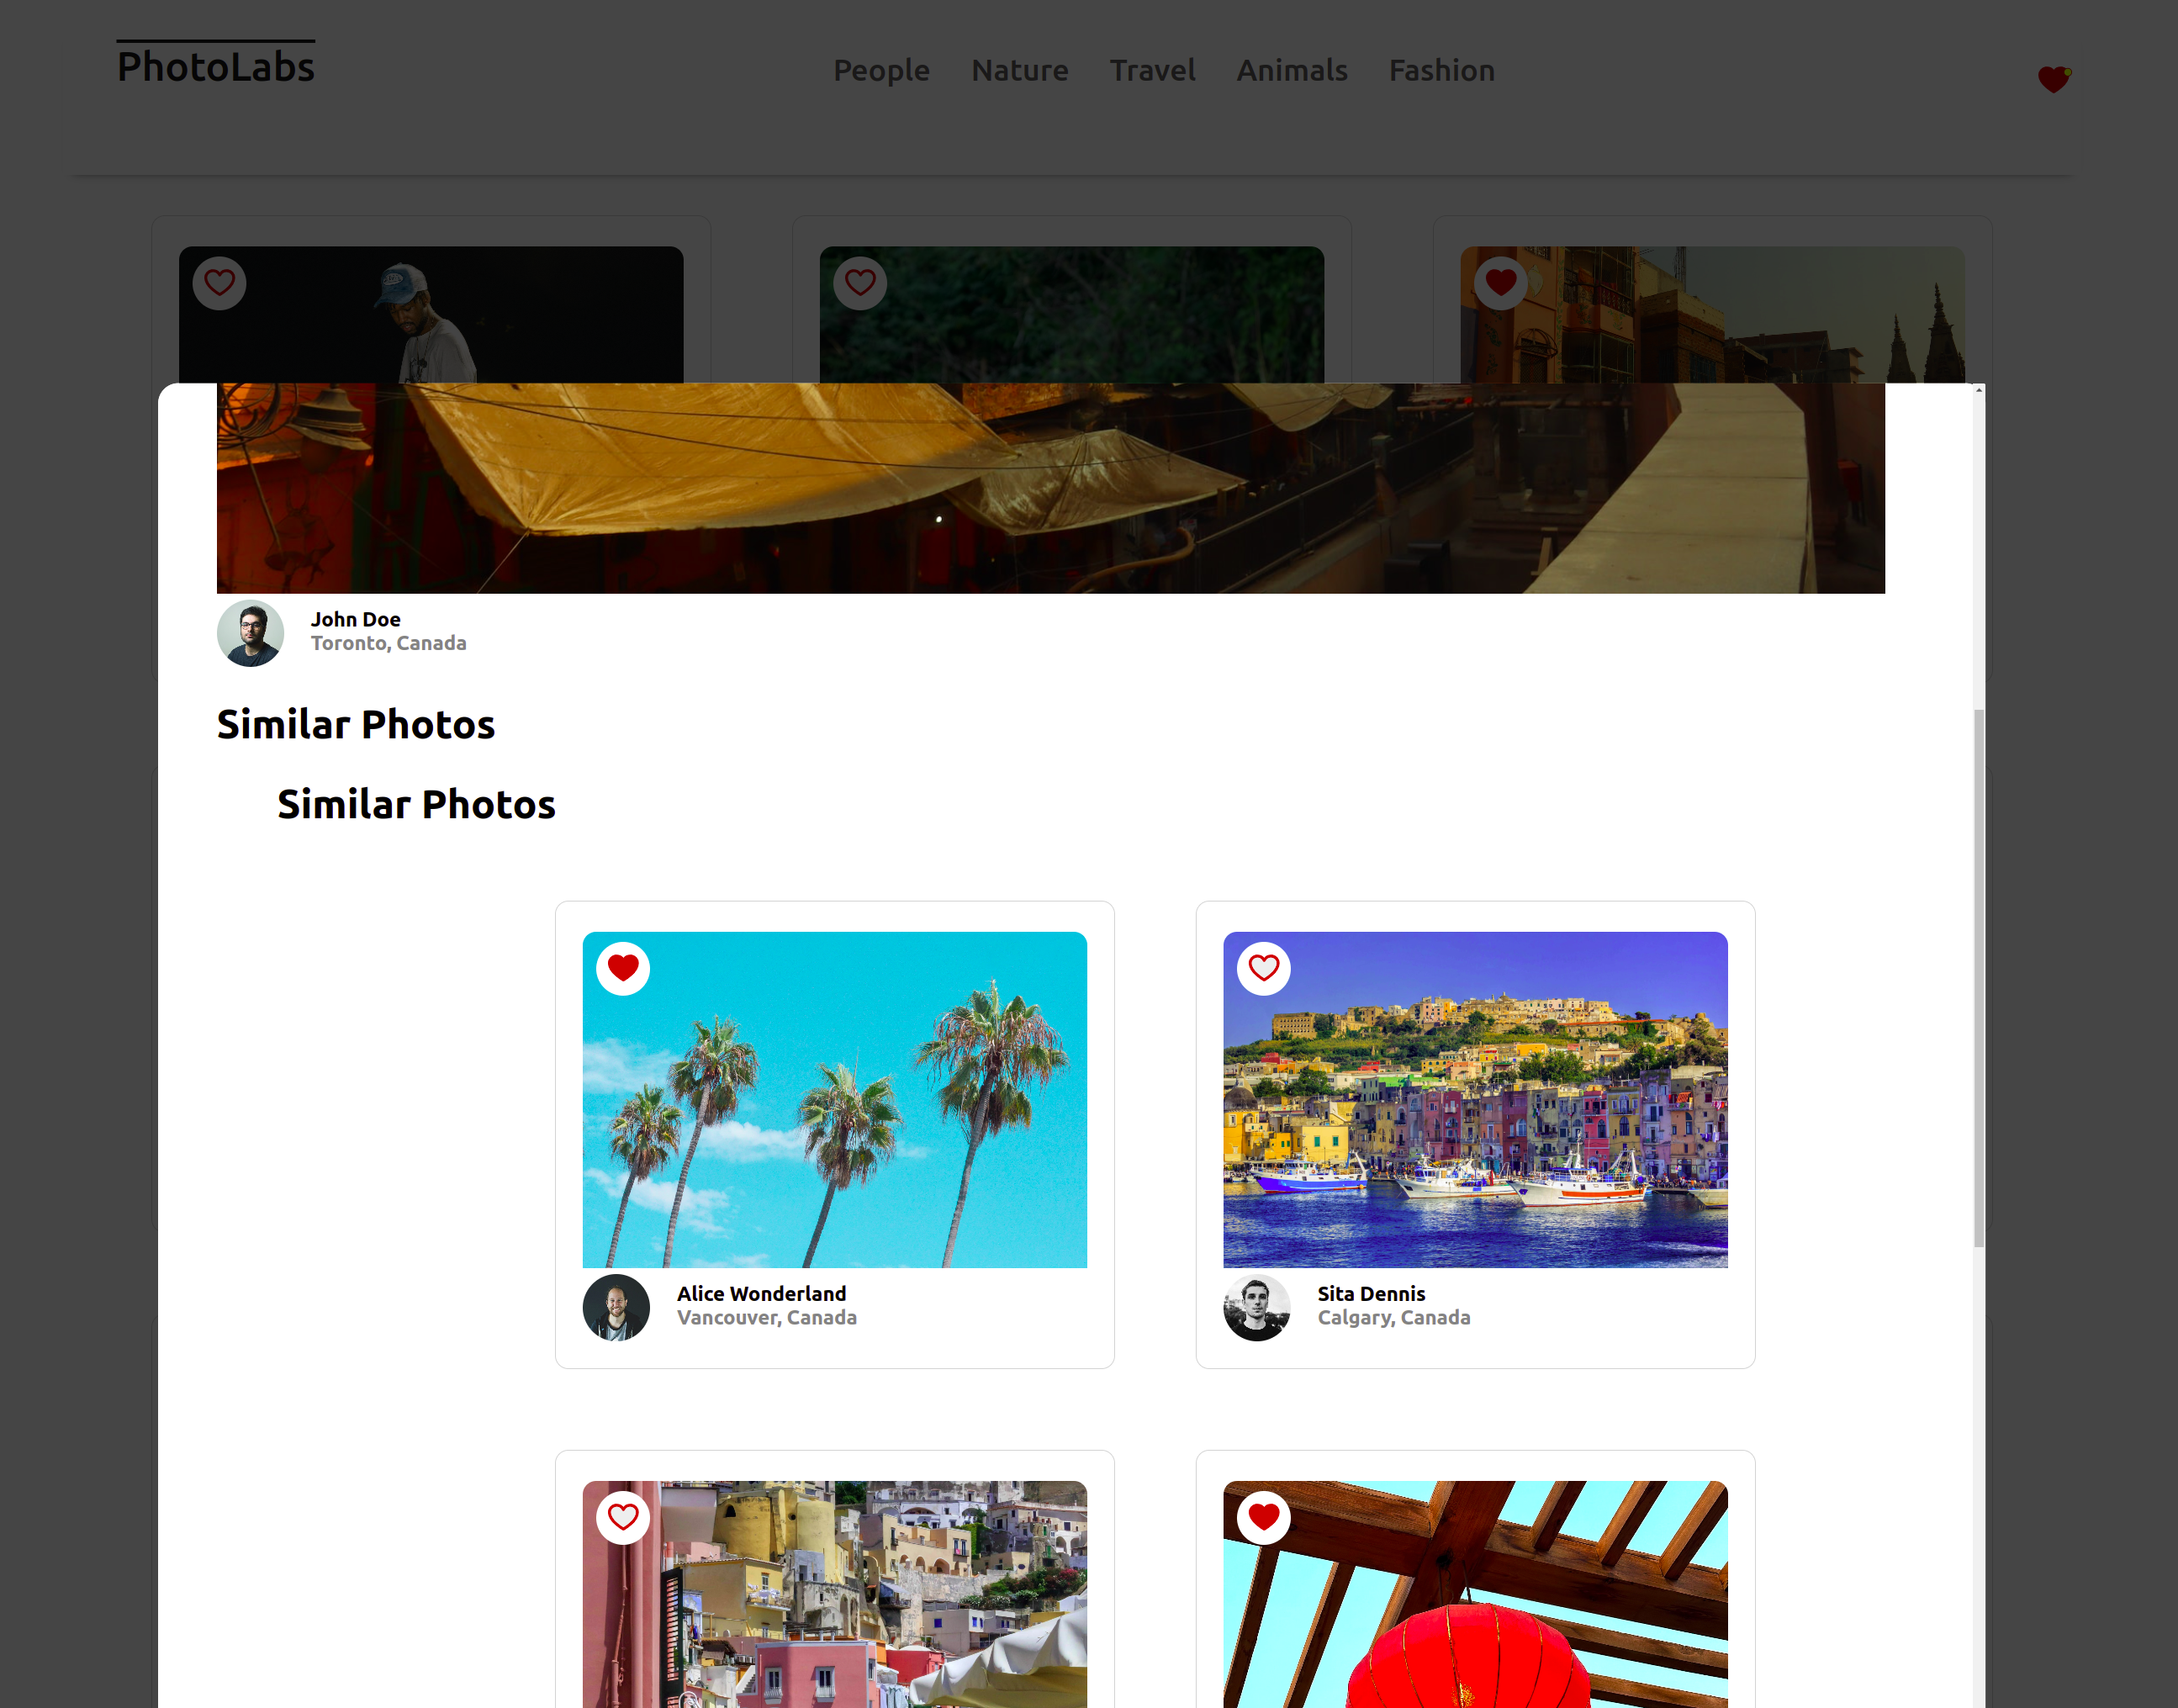 PhotoLabs
People Nature Travel Animals Fashion
John Doe
Toronto, Canada
Similar Photos
Similar Photos
Alice Wonderland
Vancouver, Canada
Sita Dennis
Calgary, Canada